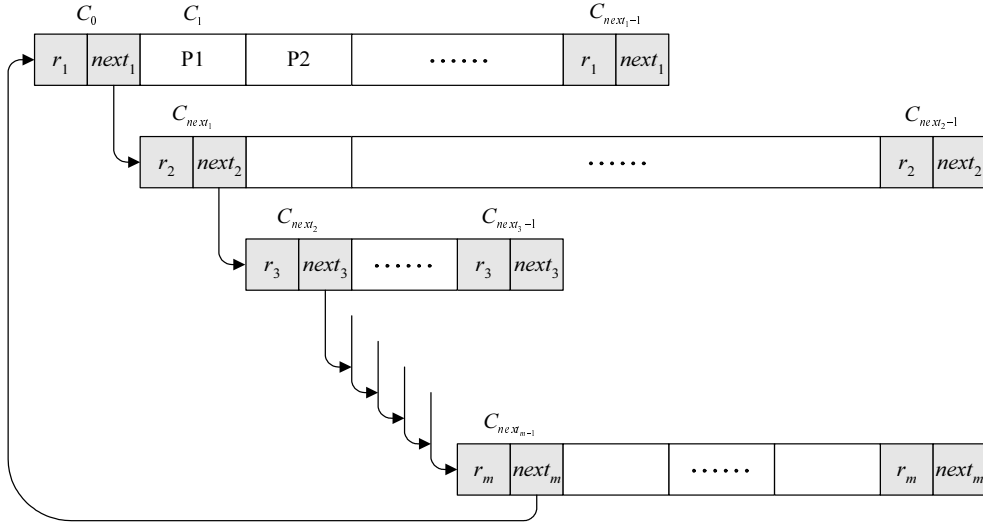 C₀ C₁ Cₙₑₓₜ₁₋₁
r₁ next₁ P1 P2 ······ r₁ next₁
Cₙₑₓₜ₁ Cₙₑₓₜ₂₋₁
r₂ next₂ ······ r₂ next₂
Cₙₑₓₜ₂ Cₙₑₓₜ₃₋₁
r₃ next₃ ······ r₃ next₃
Cₙₑₓₜₘ₋₁
rₘ nextₘ ······ rₘ nextₘ